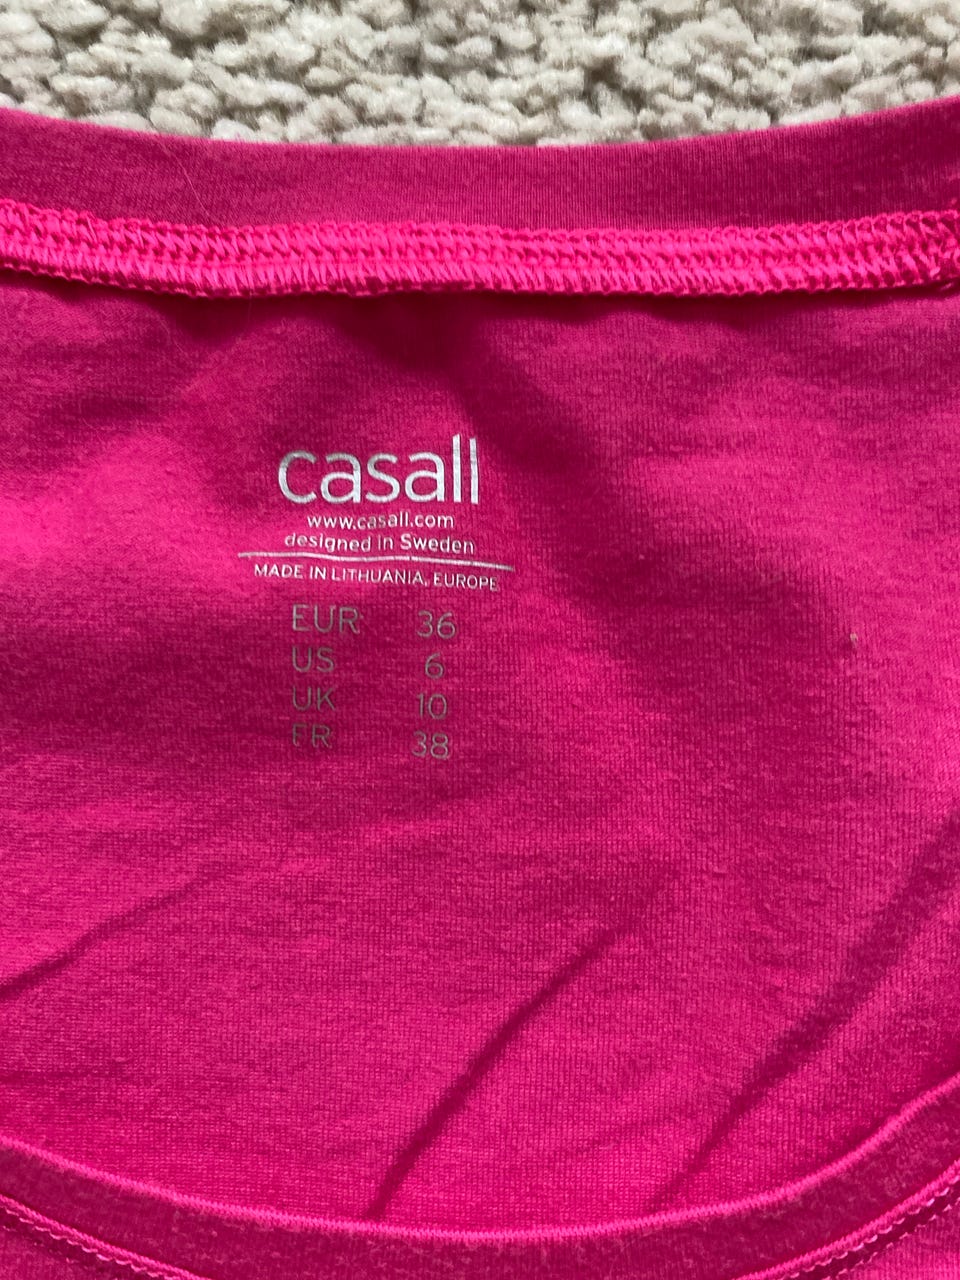 casall
www.casall.com
designed in Sweden
MADE IN LITHUANIA, EUROPE
EUR 36
US 6
UK 10
FR 38